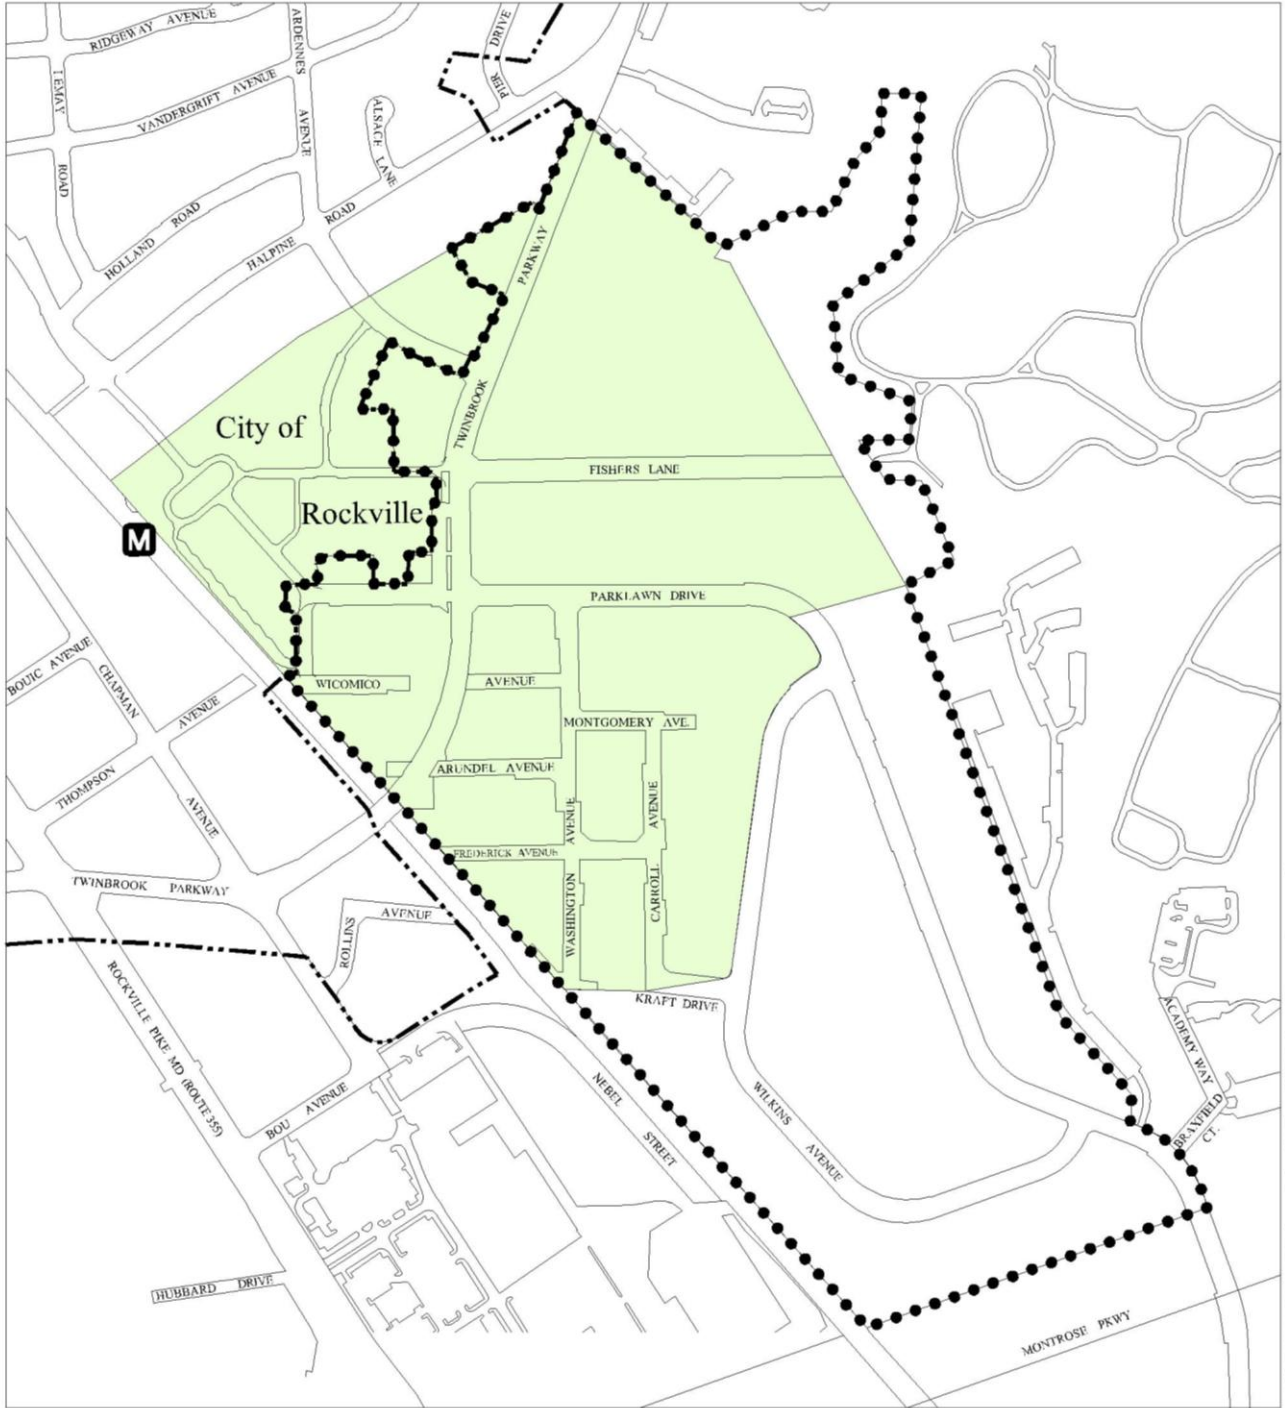 RIDGEWAY AVENUE
ARDENNES
AVENUE
PIER DRIVE
LEMAY
ROAD
VANDERGRIFT AVENUE
ALSACE LANE
HOLLAND ROAD
HALPINE ROAD
PARKWAY
TWINBROOK
City of
Rockville
FISHERS LANE
M
PARKLAWN DRIVE
BOUIC AVENUE
CHAPMAN
AVENUE
WICOMICO AVENUE
THOMPSON AVENUE
MONTGOMERY AVE.
ARUNDEL AVENUE
WASHINGTON AVENUE
CARROLL AVENUE
FREDERICK AVENUE
TWINBROOK PARKWAY
ROLLINS AVENUE
ROCKVILLE PIKE MD (ROUTE 355)
KRAFT DRIVE
ACADEMY WAY
BRAXFIELD
CT.
BOU AVENUE
NEBEL
STREET
WILKINS
AVENUE
HUBBARD DRIVE
MONTROSE PKWY